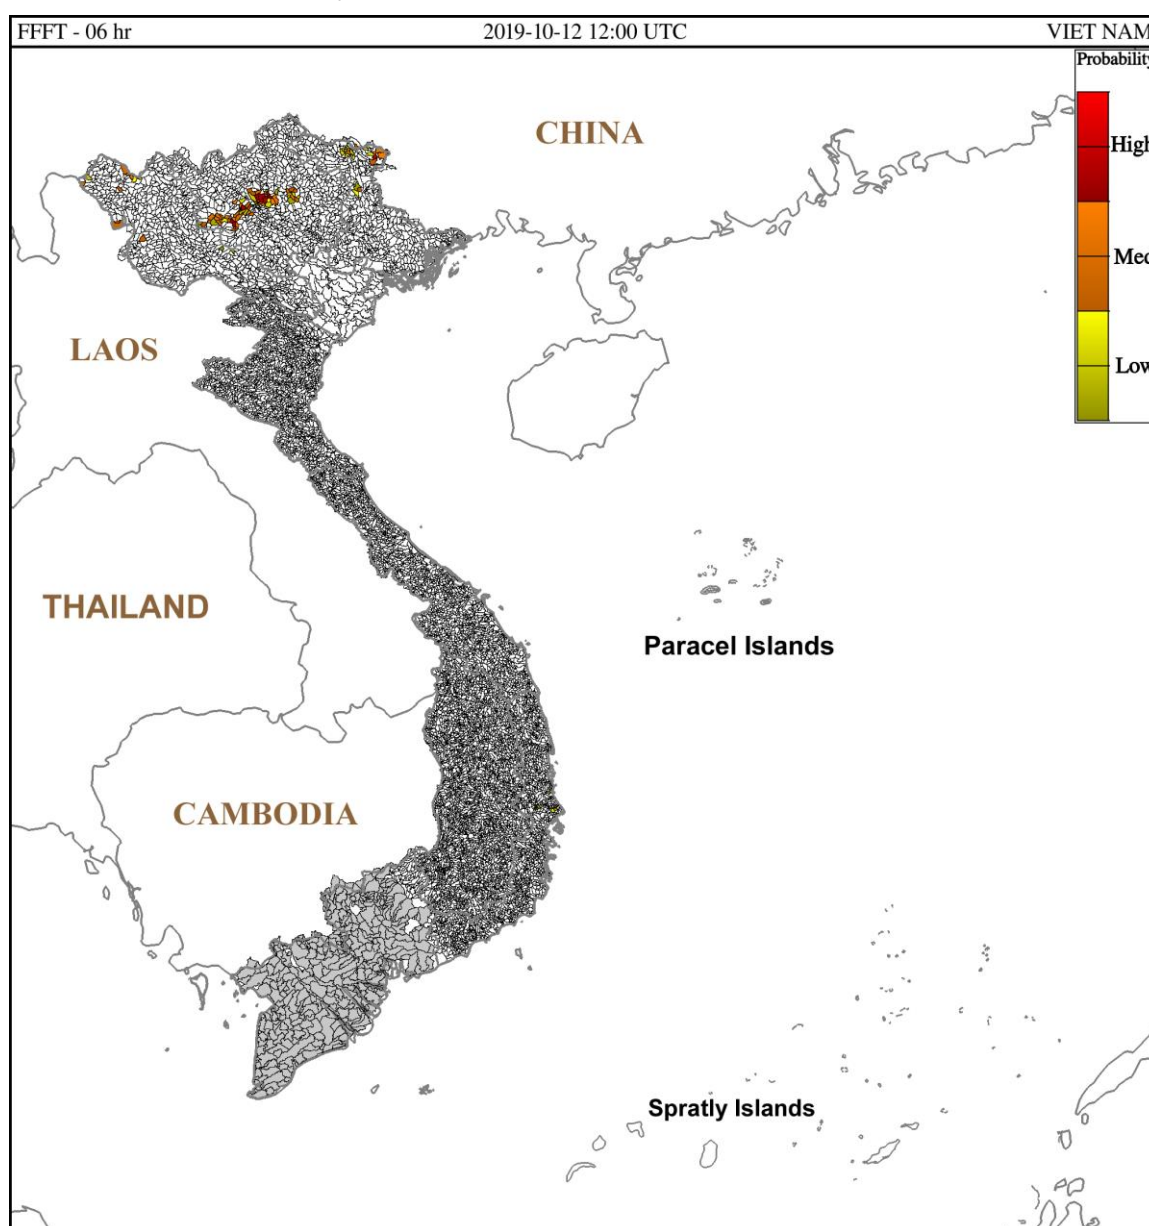 FFFT - 06 hr 2019-10-12 12:00 UTC VIET NAM
Probability
CHINA
High
Med
LAOS
Low
THAILAND
Paracel Islands
CAMBODIA
Spratly Islands